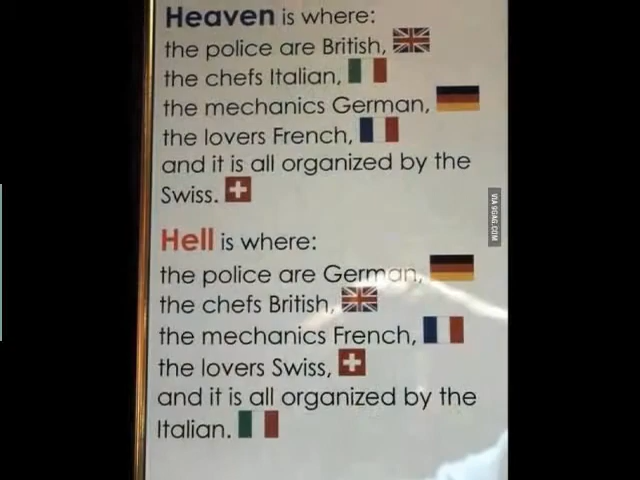 Heaven is where:
the police are British,
the chefs Italian,
the mechanics German,
the lovers French,
and it is all organized by the
Swiss.
VIA 9GAG.COM
Hell is where:
the police are German,
the chefs British,
the mechanics French,
the lovers Swiss,
and it is all organized by the
Italian.